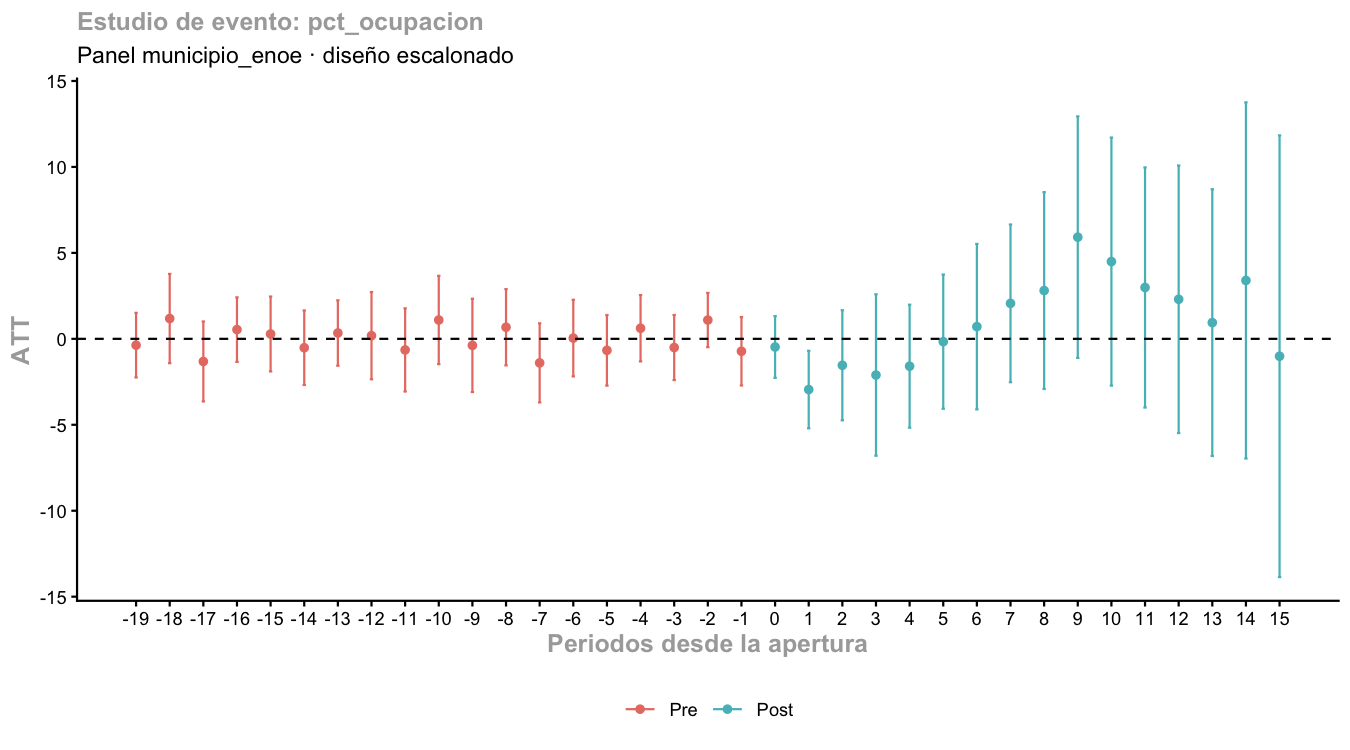 Estudio de evento: pct_ocupacion
Panel municipio_enoe · diseño escalonado
15
10
5
0
-5
-10
-15
ATT
-19 -18 -17 -16 -15 -14 -13 -12 -11 -10 -9 -8 -7 -6 -5 -4 -3 -2 -1 0 1 2 3 4 5 6 7 8 9 10 11 12 13 14 15
Periodos desde la apertura
Pre Post